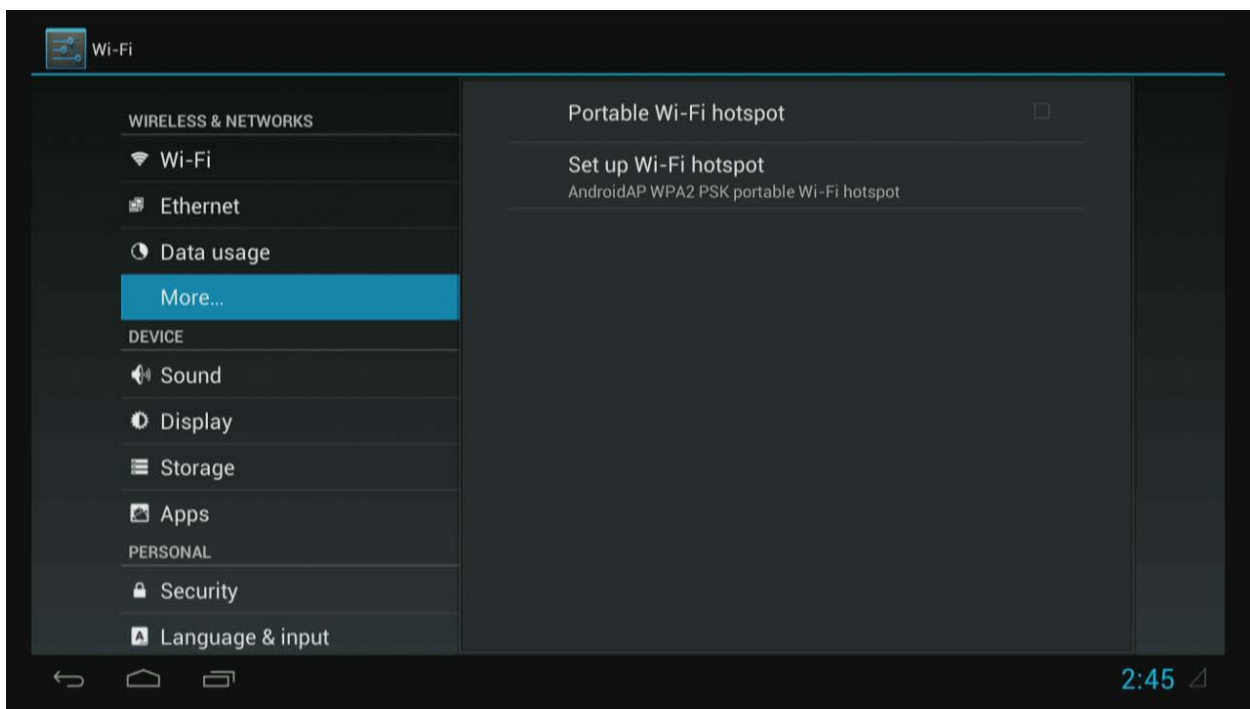 Wi-Fi
WIRELESS & NETWORKS
Wi-Fi
Ethernet
Data usage
More...
DEVICE
Sound
Display
Storage
Apps
PERSONAL
Security
Language & input
Portable Wi-Fi hotspot
Set up Wi-Fi hotspot
AndroidAP WPA2 PSK portable Wi-Fi hotspot
2:45